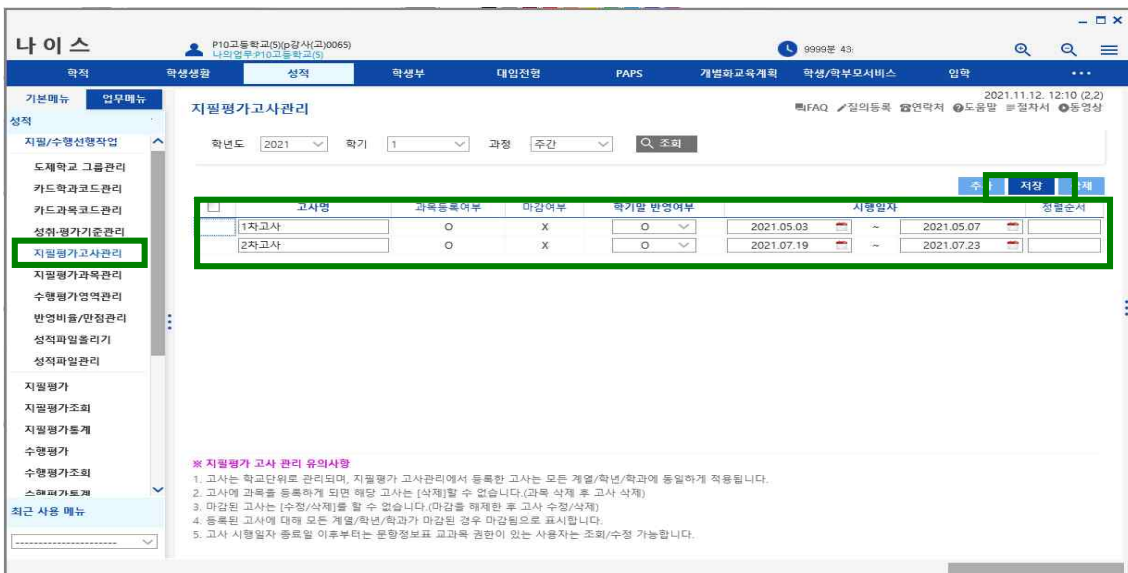 나이스
P10고등학교(5)(p강사(고)0065)
나의업무:P10고등학교(5)
9999분 43
학적 학생생활 성적 학생부 대입전형 PAPS 개별화교육계획 학생/학부모서비스 입학 •••
기본메뉴 업무메뉴
성적
지필/수행선행작업
도제학교 그룹관리
카드학과코드관리
카드과목코드관리
성취·평가기준관리
지필평가고사관리
지필평가과목관리
수행평가영역관리
반영비율/만점관리
성적파일올리기
성적파일관리
지필평가
지필평가조회
지필평가통계
수행평가
수행평가조회
수행평가통계
최근 사용 메뉴
----------------------
지필평가고사관리
2021.11.12. 12:10 (2,2)
FAQ 질의등록 연락처 도움말 절차서 동영상
학년도 2021 학기 1 과정 주간 조회
저장
고사명 과목등록여부 마감여부 학기말 반영여부 시행일자 정렬순서
1차고사 O X O 2021.05.03 ~ 2021.05.07
2차고사 O X O 2021.07.19 ~ 2021.07.23
※ 지필평가 고사 관리 유의사항
1. 고사는 학교단위로 관리되며, 지필평가 고사관리에서 등록한 고사는 모든 계열/학년/학과에 동일하게 적용됩니다.
2. 고사에 과목을 등록하게 되면 해당 고사는 [삭제]할 수 없습니다.(과목 삭제 후 고사 삭제)
3. 마감된 고사는 [수정/삭제]를 할 수 없습니다.(마감을 해제한 후 고사 수정/삭제)
4. 등록된 고사에 대해 모든 계열/학년/학과가 마감된 경우 마감됨으로 표시합니다.
5. 고사 시행일자 종료일 이후부터는 문항정보표 교과목 권한이 있는 사용자는 조회/수정 가능합니다.